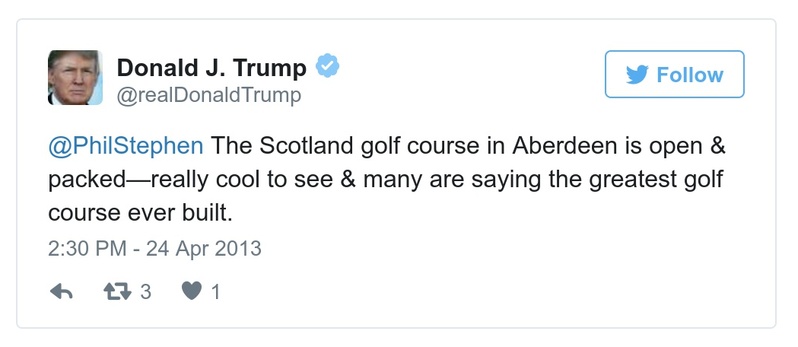 Donald J. Trump
@realDonaldTrump
Follow
@PhilStephen The Scotland golf course in Aberdeen is open &
packed—really cool to see & many are saying the greatest golf
course ever built.
2:30 PM - 24 Apr 2013
3 1